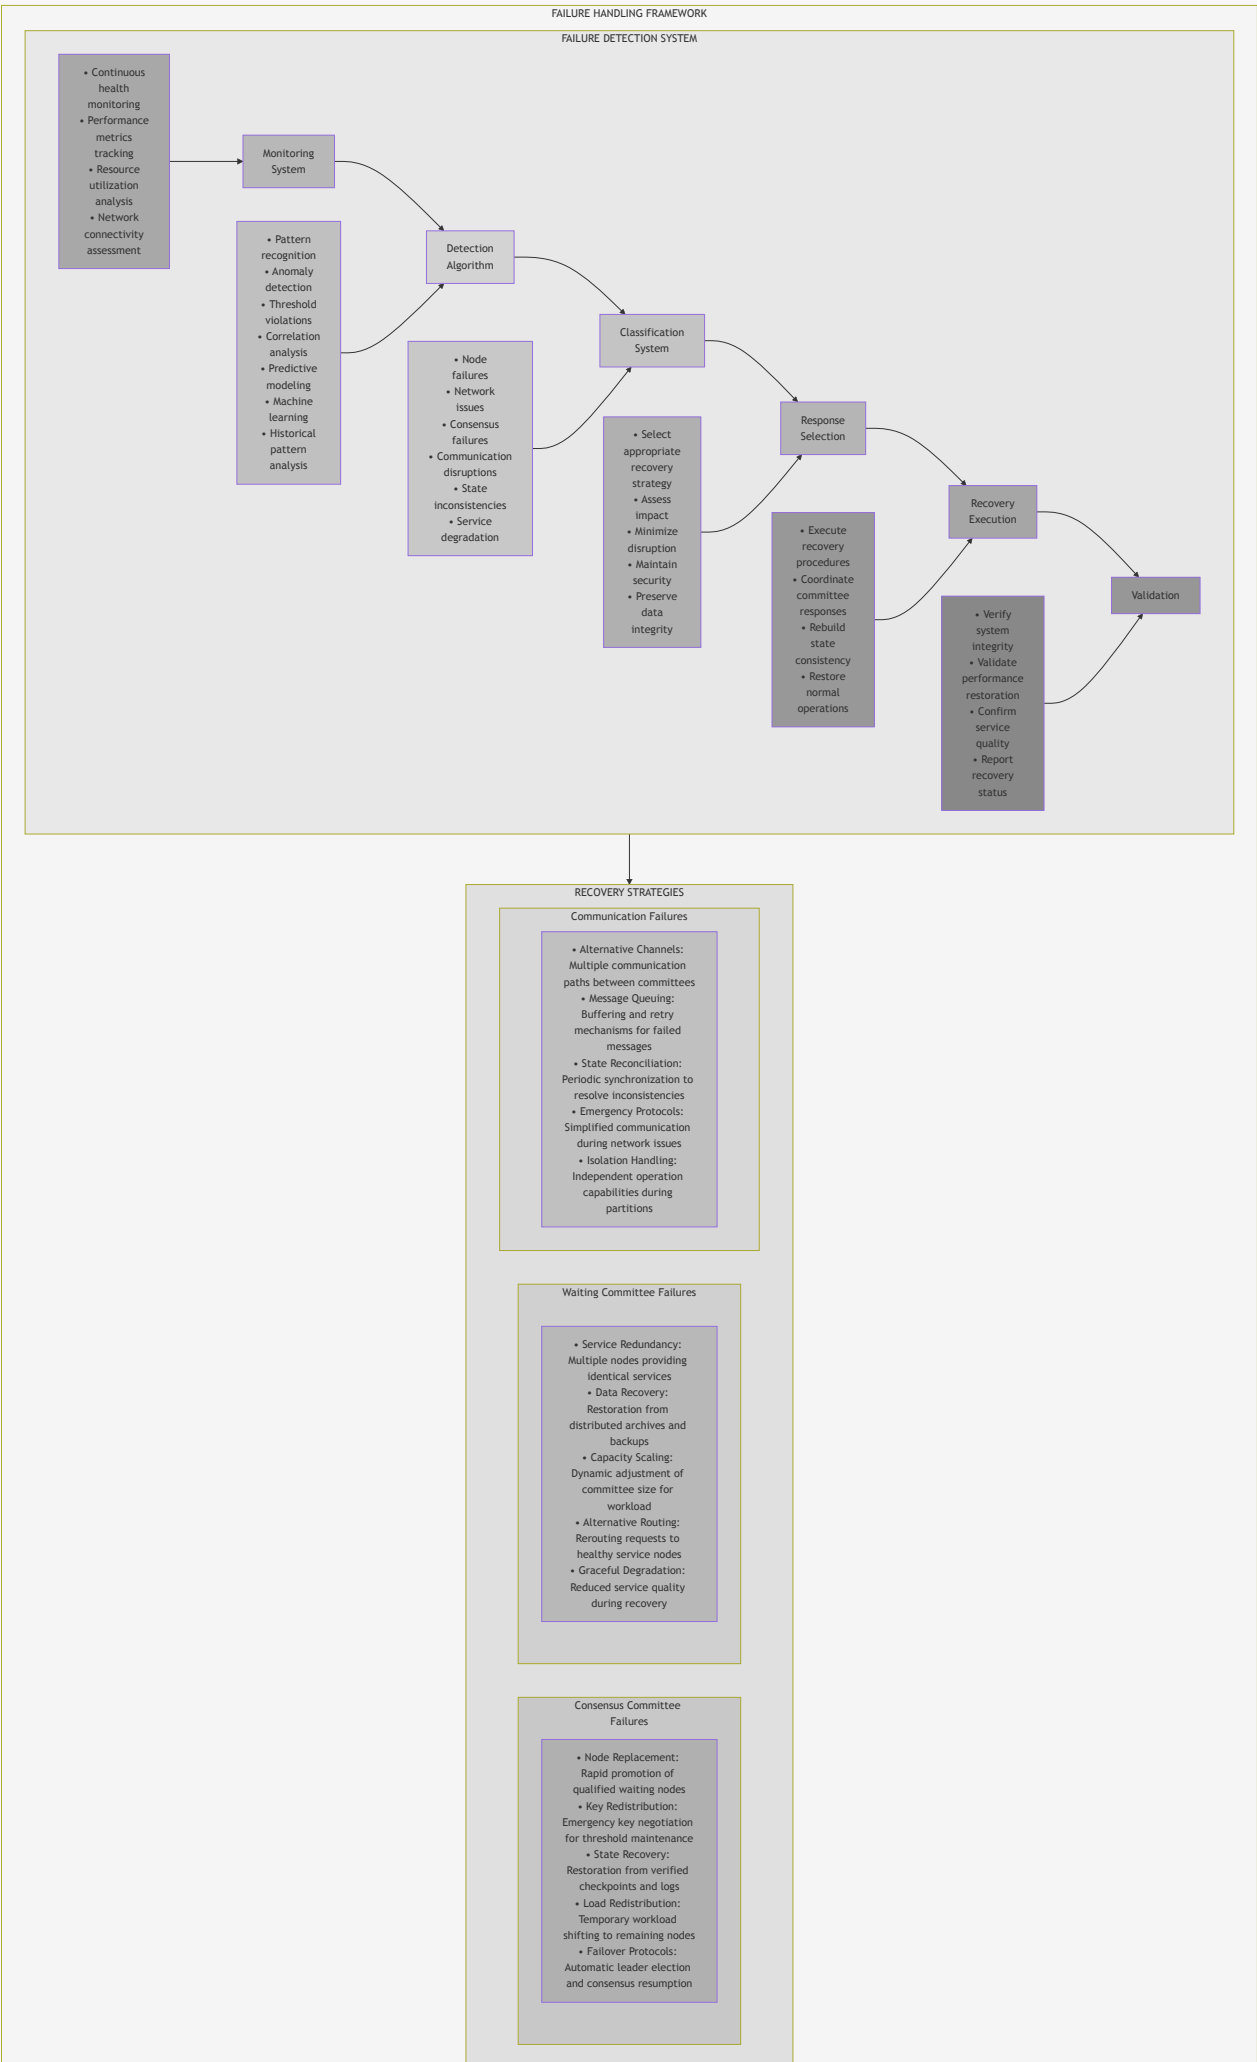 FAILURE HANDLING FRAMEWORK
FAILURE DETECTION SYSTEM
• Continuous
health
monitoring
• Performance
metrics
tracking
• Resource
utilization
analysis
• Network
connectivity
assessment
Monitoring
System
• Pattern
recognition
• Anomaly
detection
• Threshold
violations
• Correlation
analysis
• Predictive
modeling
• Machine
learning
• Historical
pattern
analysis
Detection
Algorithm
• Node
failures
• Network
issues
• Consensus
failures
• Communication
disruptions
• State
inconsistencies
• Service
degradation
Classification
System
• Select
appropriate
recovery
strategy
• Assess
impact
• Minimize
disruption
• Maintain
security
• Preserve
data
integrity
Response
Selection
• Execute
recovery
procedures
• Coordinate
committee
responses
• Rebuild
state
consistency
• Restore
normal
operations
Recovery
Execution
• Verify
system
integrity
• Validate
performance
restoration
• Confirm
service
quality
• Report
recovery
status
Validation
RECOVERY STRATEGIES
Communication Failures
• Alternative Channels:
Multiple communication
paths between committees
• Message Queuing:
Buffering and retry
mechanisms for failed
messages
• State Reconciliation:
Periodic synchronization to
resolve inconsistencies
• Emergency Protocols:
Simplified communication
during network issues
• Isolation Handling:
Independent operation
capabilities during
partitions
Waiting Committee Failures
• Service Redundancy:
Multiple nodes providing
identical services
• Data Recovery:
Restoration from
distributed archives and
backups
• Capacity Scaling:
Dynamic adjustment of
committee size for
workload
• Alternative Routing:
Rerouting requests to
healthy service nodes
• Graceful Degradation:
Reduced service quality
during recovery
Consensus Committee
Failures
• Node Replacement:
Rapid promotion of
qualified waiting nodes
• Key Redistribution:
Emergency key negotiation
for threshold maintenance
• State Recovery:
Restoration from verified
checkpoints and logs
• Load Redistribution:
Temporary workload
shifting to remaining nodes
• Failover Protocols:
Automatic leader election
and consensus resumption